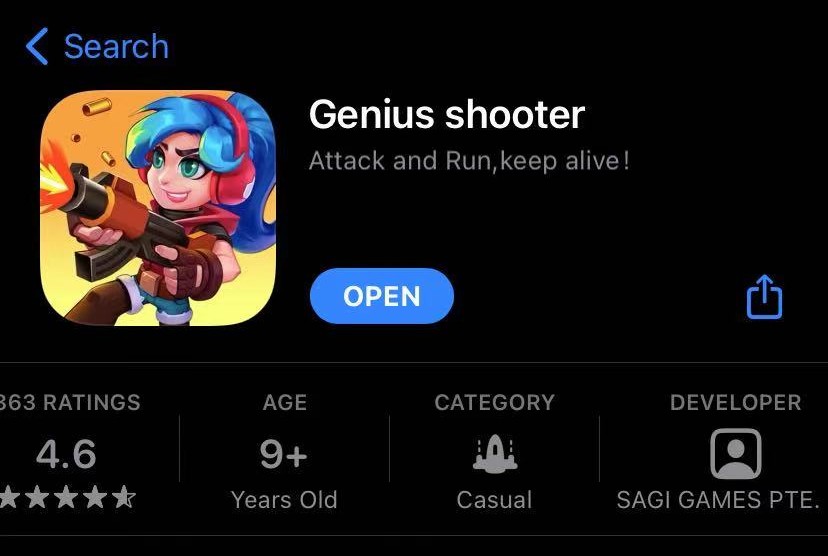 Search
Genius shooter
Attack and Run,keep alive!
OPEN
363 RATINGS
AGE
CATEGORY
DEVELOPER
4.6
9+
Years Old
Casual
SAGI GAMES PTE.